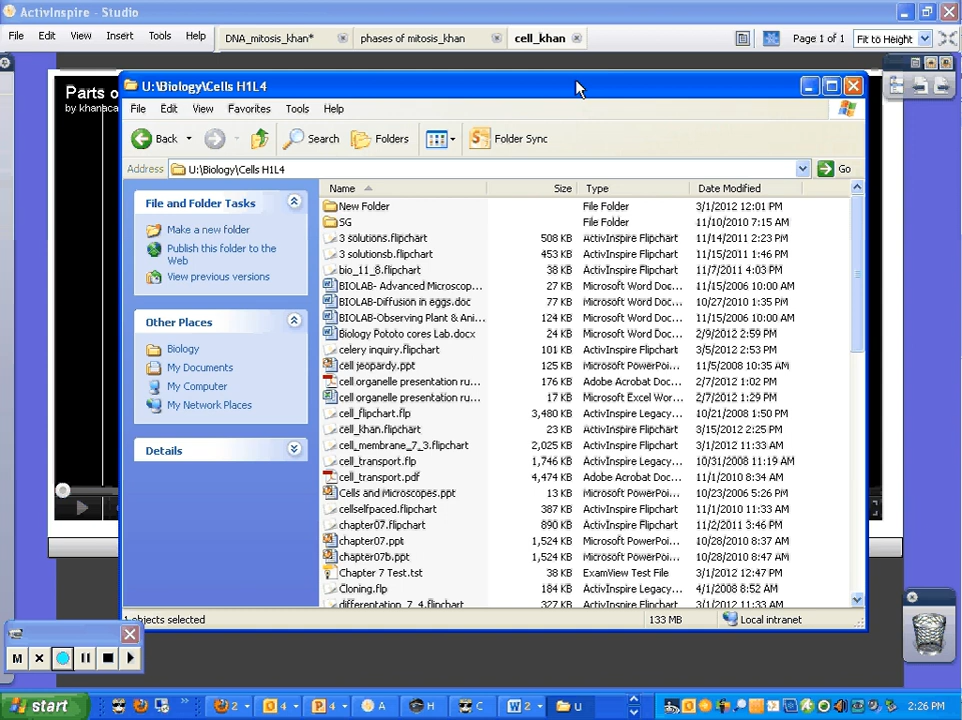 ActivInspire - Studio
File Edit View Insert Tools Help DNA_mitosis_khan* phases of mitosis_khan cell_khan Page 1 of 1 Fit to Height
Parts o
by khanaca
U:\Biology\Cells H1L4
File Edit View Favorites Tools Help
Back Search Folders Folder Sync
Address U:\Biology\Cells H1L4 Go
File and Folder Tasks
Make a new folder
Publish this folder to the
Web
View previous versions
Other Places
Biology
My Documents
My Computer
My Network Places
Details
Name Size Type Date Modified
New Folder File Folder 3/1/2012 12:01 PM
SG File Folder 11/10/2010 7:15 AM
3 solutions.flipchart 508 KB ActivInspire Flipchart 11/14/2011 2:23 PM
3 solutionsb.flipchart 453 KB ActivInspire Flipchart 11/15/2011 1:46 PM
bio_11_8.flipchart 38 KB ActivInspire Flipchart 11/7/2011 4:03 PM
BIOLAB- Advanced Microscop... 27 KB Microsoft Word Doc... 11/15/2006 10:00 AM
BIOLAB-Diffusion in eggs.doc 77 KB Microsoft Word Doc... 10/27/2010 1:35 PM
BIOLAB-Observing Plant & Ani... 124 KB Microsoft Word Doc... 11/15/2006 10:00 AM
Biology Pototo cores Lab.docx 24 KB Microsoft Word Doc... 2/9/2012 2:59 PM
celery inquiry.flipchart 101 KB ActivInspire Flipchart 3/5/2012 2:53 PM
cell jeopardy.ppt 125 KB Microsoft PowerPoi... 11/5/2008 10:35 AM
cell organelle presentation ru... 176 KB Adobe Acrobat Doc... 2/7/2012 1:02 PM
cell organelle presentation ru... 17 KB Microsoft Excel Wor... 2/7/2012 1:29 PM
cell_flipchart.flp 3,480 KB ActivInspire Legacy... 10/21/2008 1:50 PM
cell_khan.flipchart 23 KB ActivInspire Flipchart 3/15/2012 2:25 PM
cell_membrane_7_3.flipchart 2,025 KB ActivInspire Flipchart 3/1/2012 11:33 AM
cell_transport.flp 1,746 KB ActivInspire Legacy... 10/31/2008 11:19 AM
cell_transport.pdf 4,474 KB Adobe Acrobat Doc... 11/1/2010 8:34 AM
Cells and Microscopes.ppt 13 KB Microsoft PowerPoi... 10/23/2006 5:26 PM
cellselfpaced.flipchart 387 KB ActivInspire Flipchart 11/1/2010 11:33 AM
chapter07.flipchart 890 KB ActivInspire Flipchart 11/2/2011 3:46 PM
chapter07.ppt 1,524 KB Microsoft PowerPoi... 10/28/2010 8:37 AM
chapter07b.ppt 1,524 KB Microsoft PowerPoi... 10/28/2010 8:47 AM
Chapter 7 Test.tst 38 KB ExamView Test File 3/1/2012 12:47 PM
Cloning.flp 184 KB ActivInspire Legacy... 4/1/2008 8:52 AM
differentation_7_4.flipchart 327 KB ActivInspire Flipchart 3/1/2012 11:33 AM
objects selected 133 MB Local intranet
M
start 2 4 4 A H C 2 U 2:26 PM